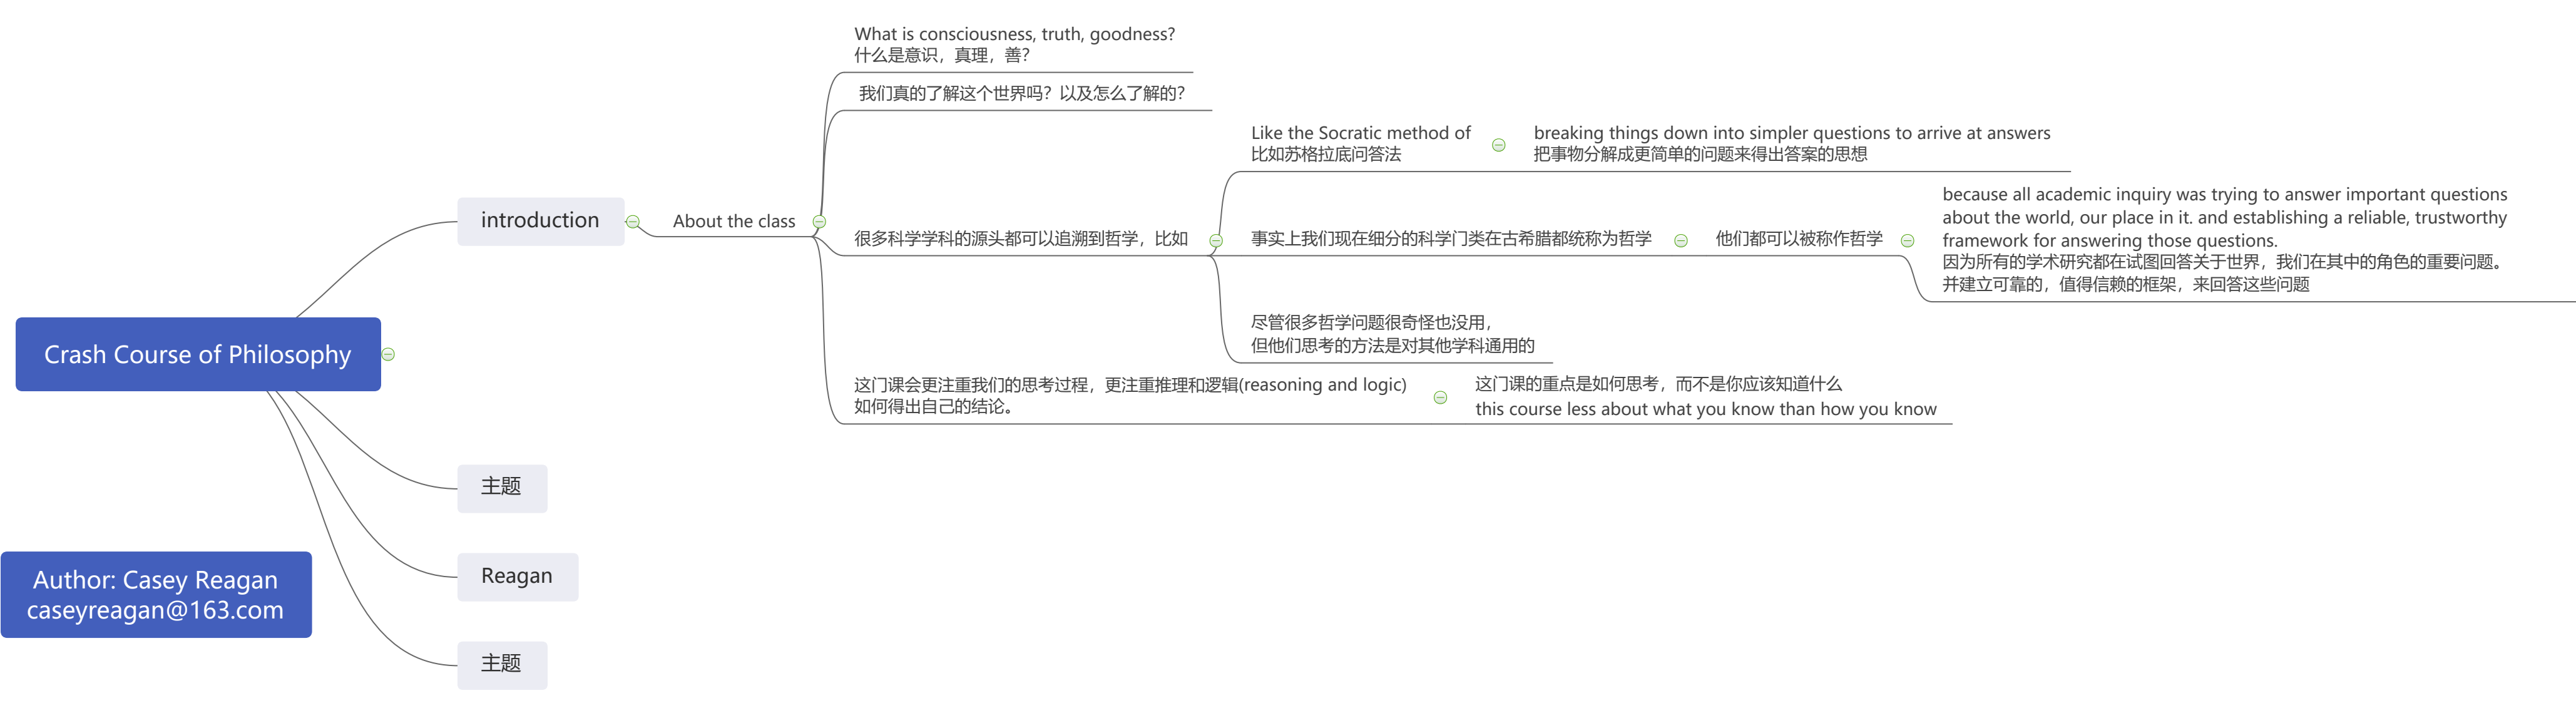 What is consciousness, truth, goodness?
什么是意识，真理，善？
我们真的了解这个世界吗？以及怎么了解的？
Like the Socratic method of
比如苏格拉底问答法
breaking things down into simpler questions to arrive at answers
把事物分解成更简单的问题来得出答案的思想
introduction
About the class
很多科学学科的源头都可以追溯到哲学，比如
事实上我们现在细分的科学门类在古希腊都统称为哲学
他们都可以被称作哲学
because all academic inquiry was trying to answer important questions
about the world, our place in it. and establishing a reliable, trustworthy
framework for answering those questions.
因为所有的学术研究都在试图回答关于世界，我们在其中的角色的重要问题。
并建立可靠的，值得信赖的框架，来回答这些问题
尽管很多哲学问题很奇怪也没用，
但他们思考的方法是对其他学科通用的
这门课会更注重我们的思考过程，更注重推理和逻辑(reasoning and logic)
如何得出自己的结论。
这门课的重点是如何思考，而不是你应该知道什么
this course less about what you know than how you know
Crash Course of Philosophy
主题
Reagan
主题
Author: Casey Reagan
caseyreagan@163.com